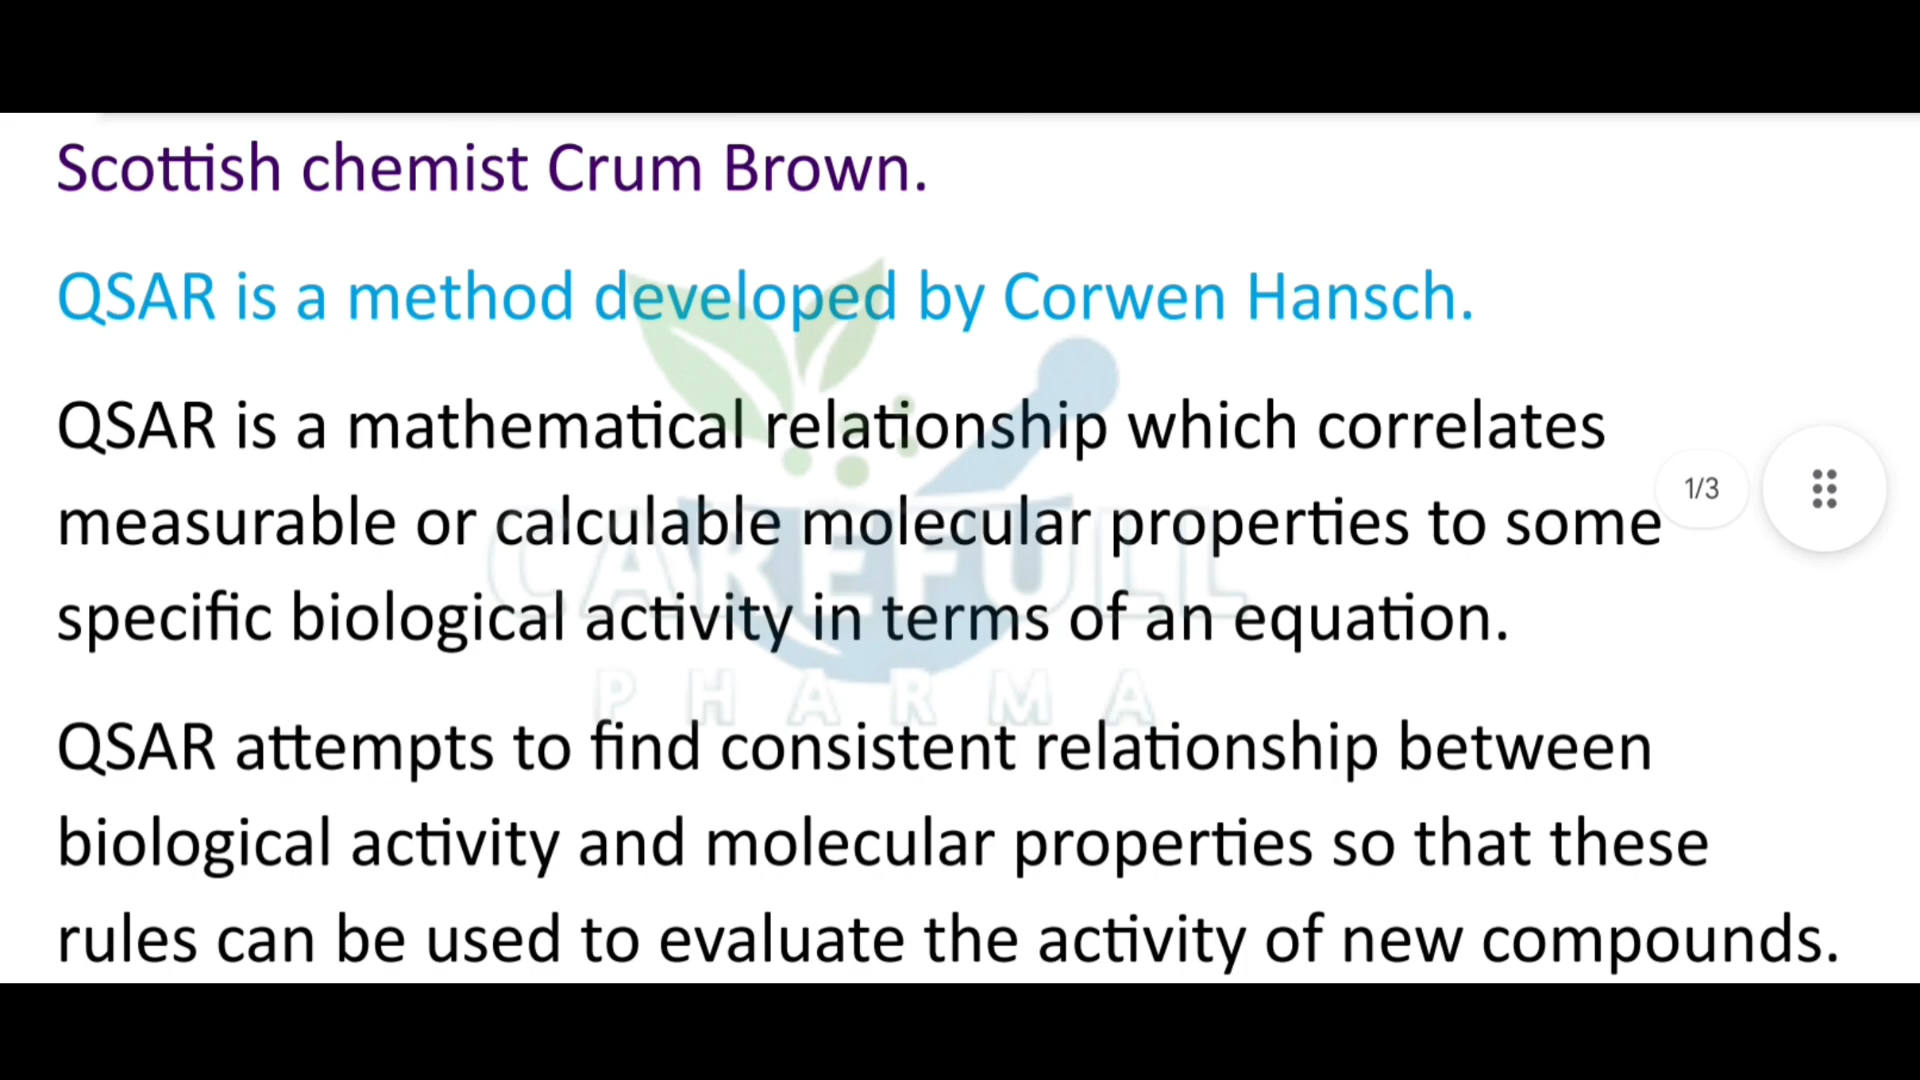 Scottish chemist Crum Brown.
QSAR is a method developed by Corwen Hansch.
QSAR is a mathematical relationship which correlates
measurable or calculable molecular properties to some
1/3
specific biological activity in terms of an equation.
CAREFULL
PHARMA
QSAR attempts to find consistent relationship between
biological activity and molecular properties so that these
rules can be used to evaluate the activity of new compounds.